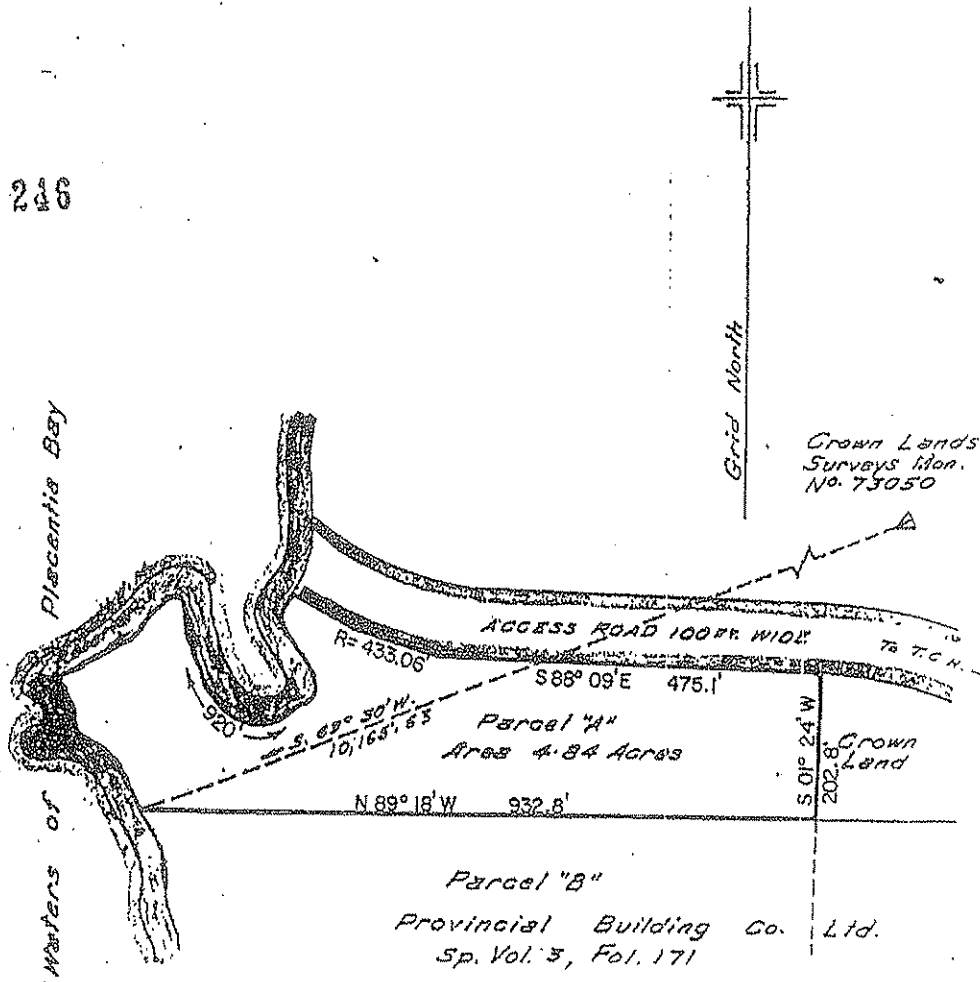 246
Grid North
Crown Lands
Surveys Mon.
No. 73050
Waters of Placentia Bay
ACCESS ROAD 100 FT. WIDE
To T.C.H.
R= 433.06'
S 88° 09' E 475.1'
920'
S. 69° 30' W.
10,165.63
Parcel "A"
Area 4.84 Acres
S 01° 24' W
202.8'
Crown
Land
N 89° 18' W 932.8'
Parcel "B"
Provincial Building Co. Ltd.
Sp. Vol. 3, Fol. 171